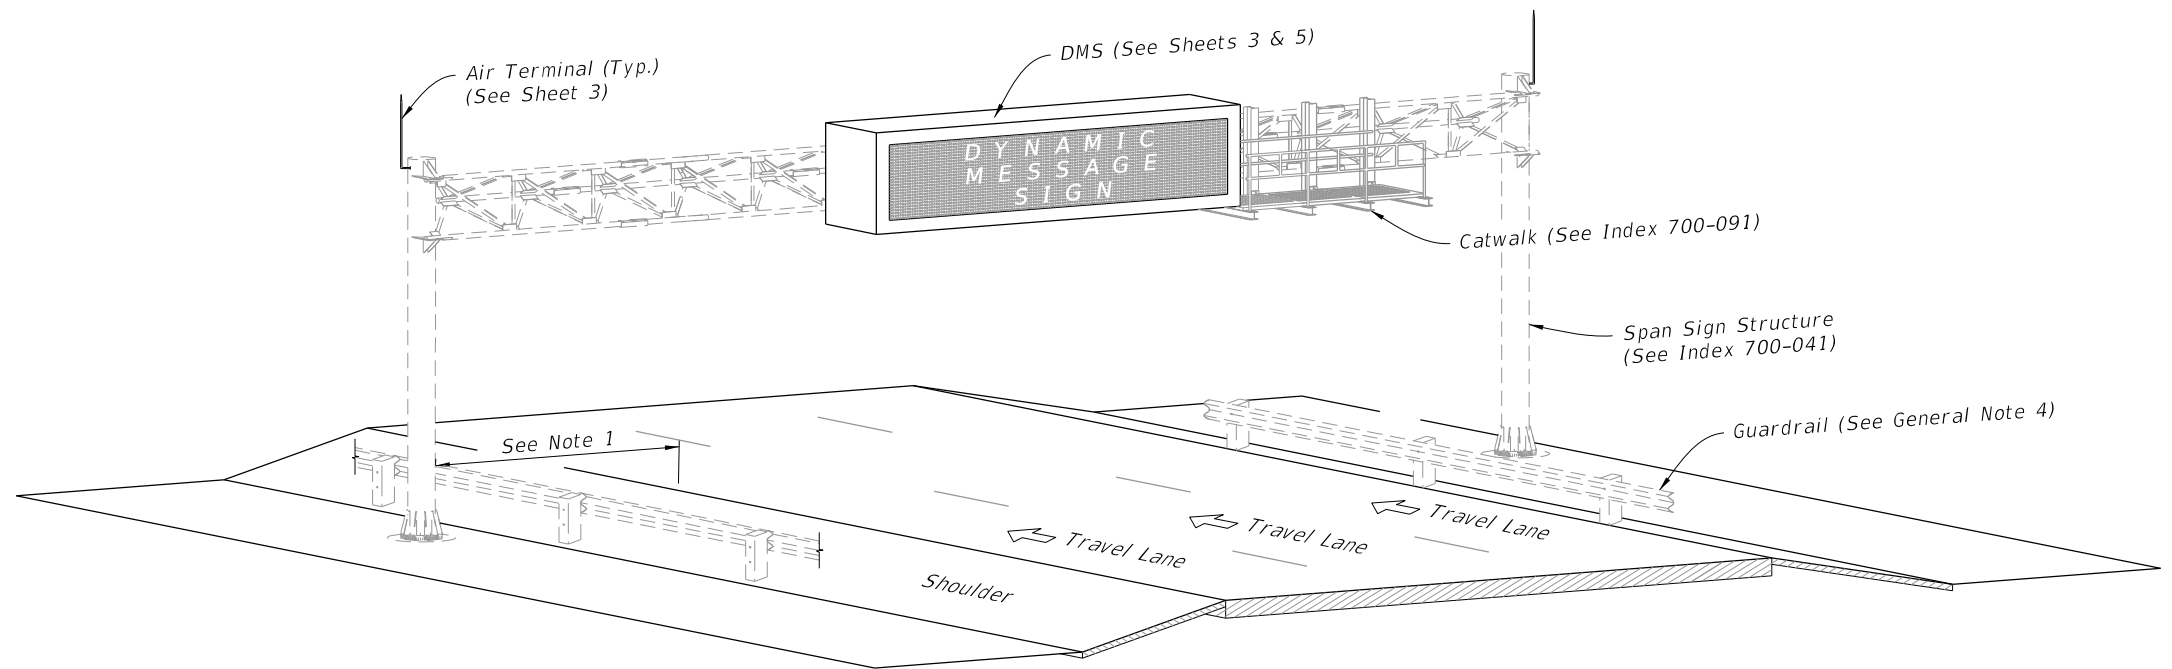 DMS (See Sheets 3 & 5)
Air Terminal (Typ.)
(See Sheet 3)
DYNAMIC
MESSAGE
SIGN
Catwalk (See Index 700-091)
Span Sign Structure
(See Index 700-041)
Guardrail (See General Note 4)
See Note 1
Travel Lane
Travel Lane
Travel Lane
Shoulder